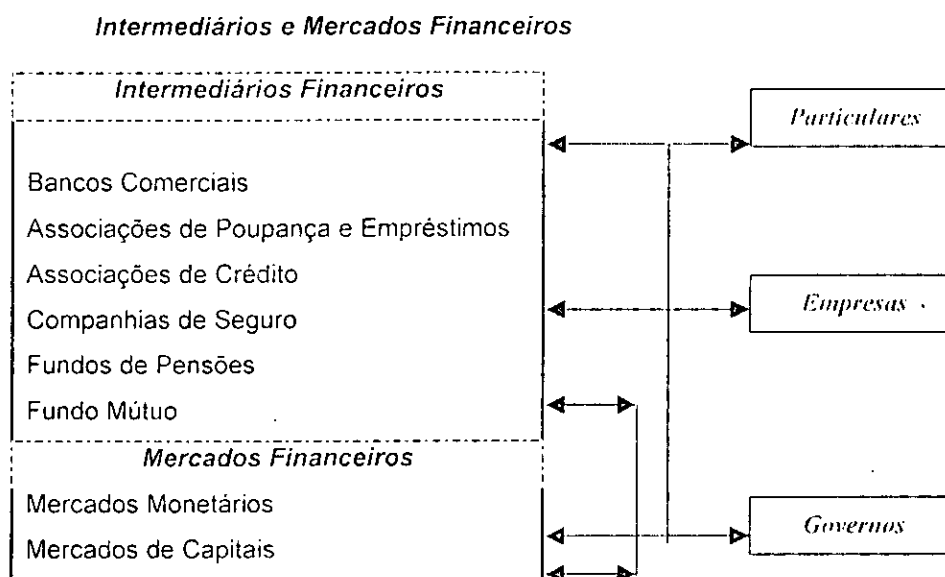 Intermediários e Mercados Financeiros
Intermediários Financeiros
Bancos Comerciais
Associações de Poupança e Empréstimos
Associações de Crédito
Companhias de Seguro
Fundos de Pensões
Fundo Mútuo
Mercados Financeiros
Mercados Monetários
Mercados de Capitais
Particulares
Empresas
Governos